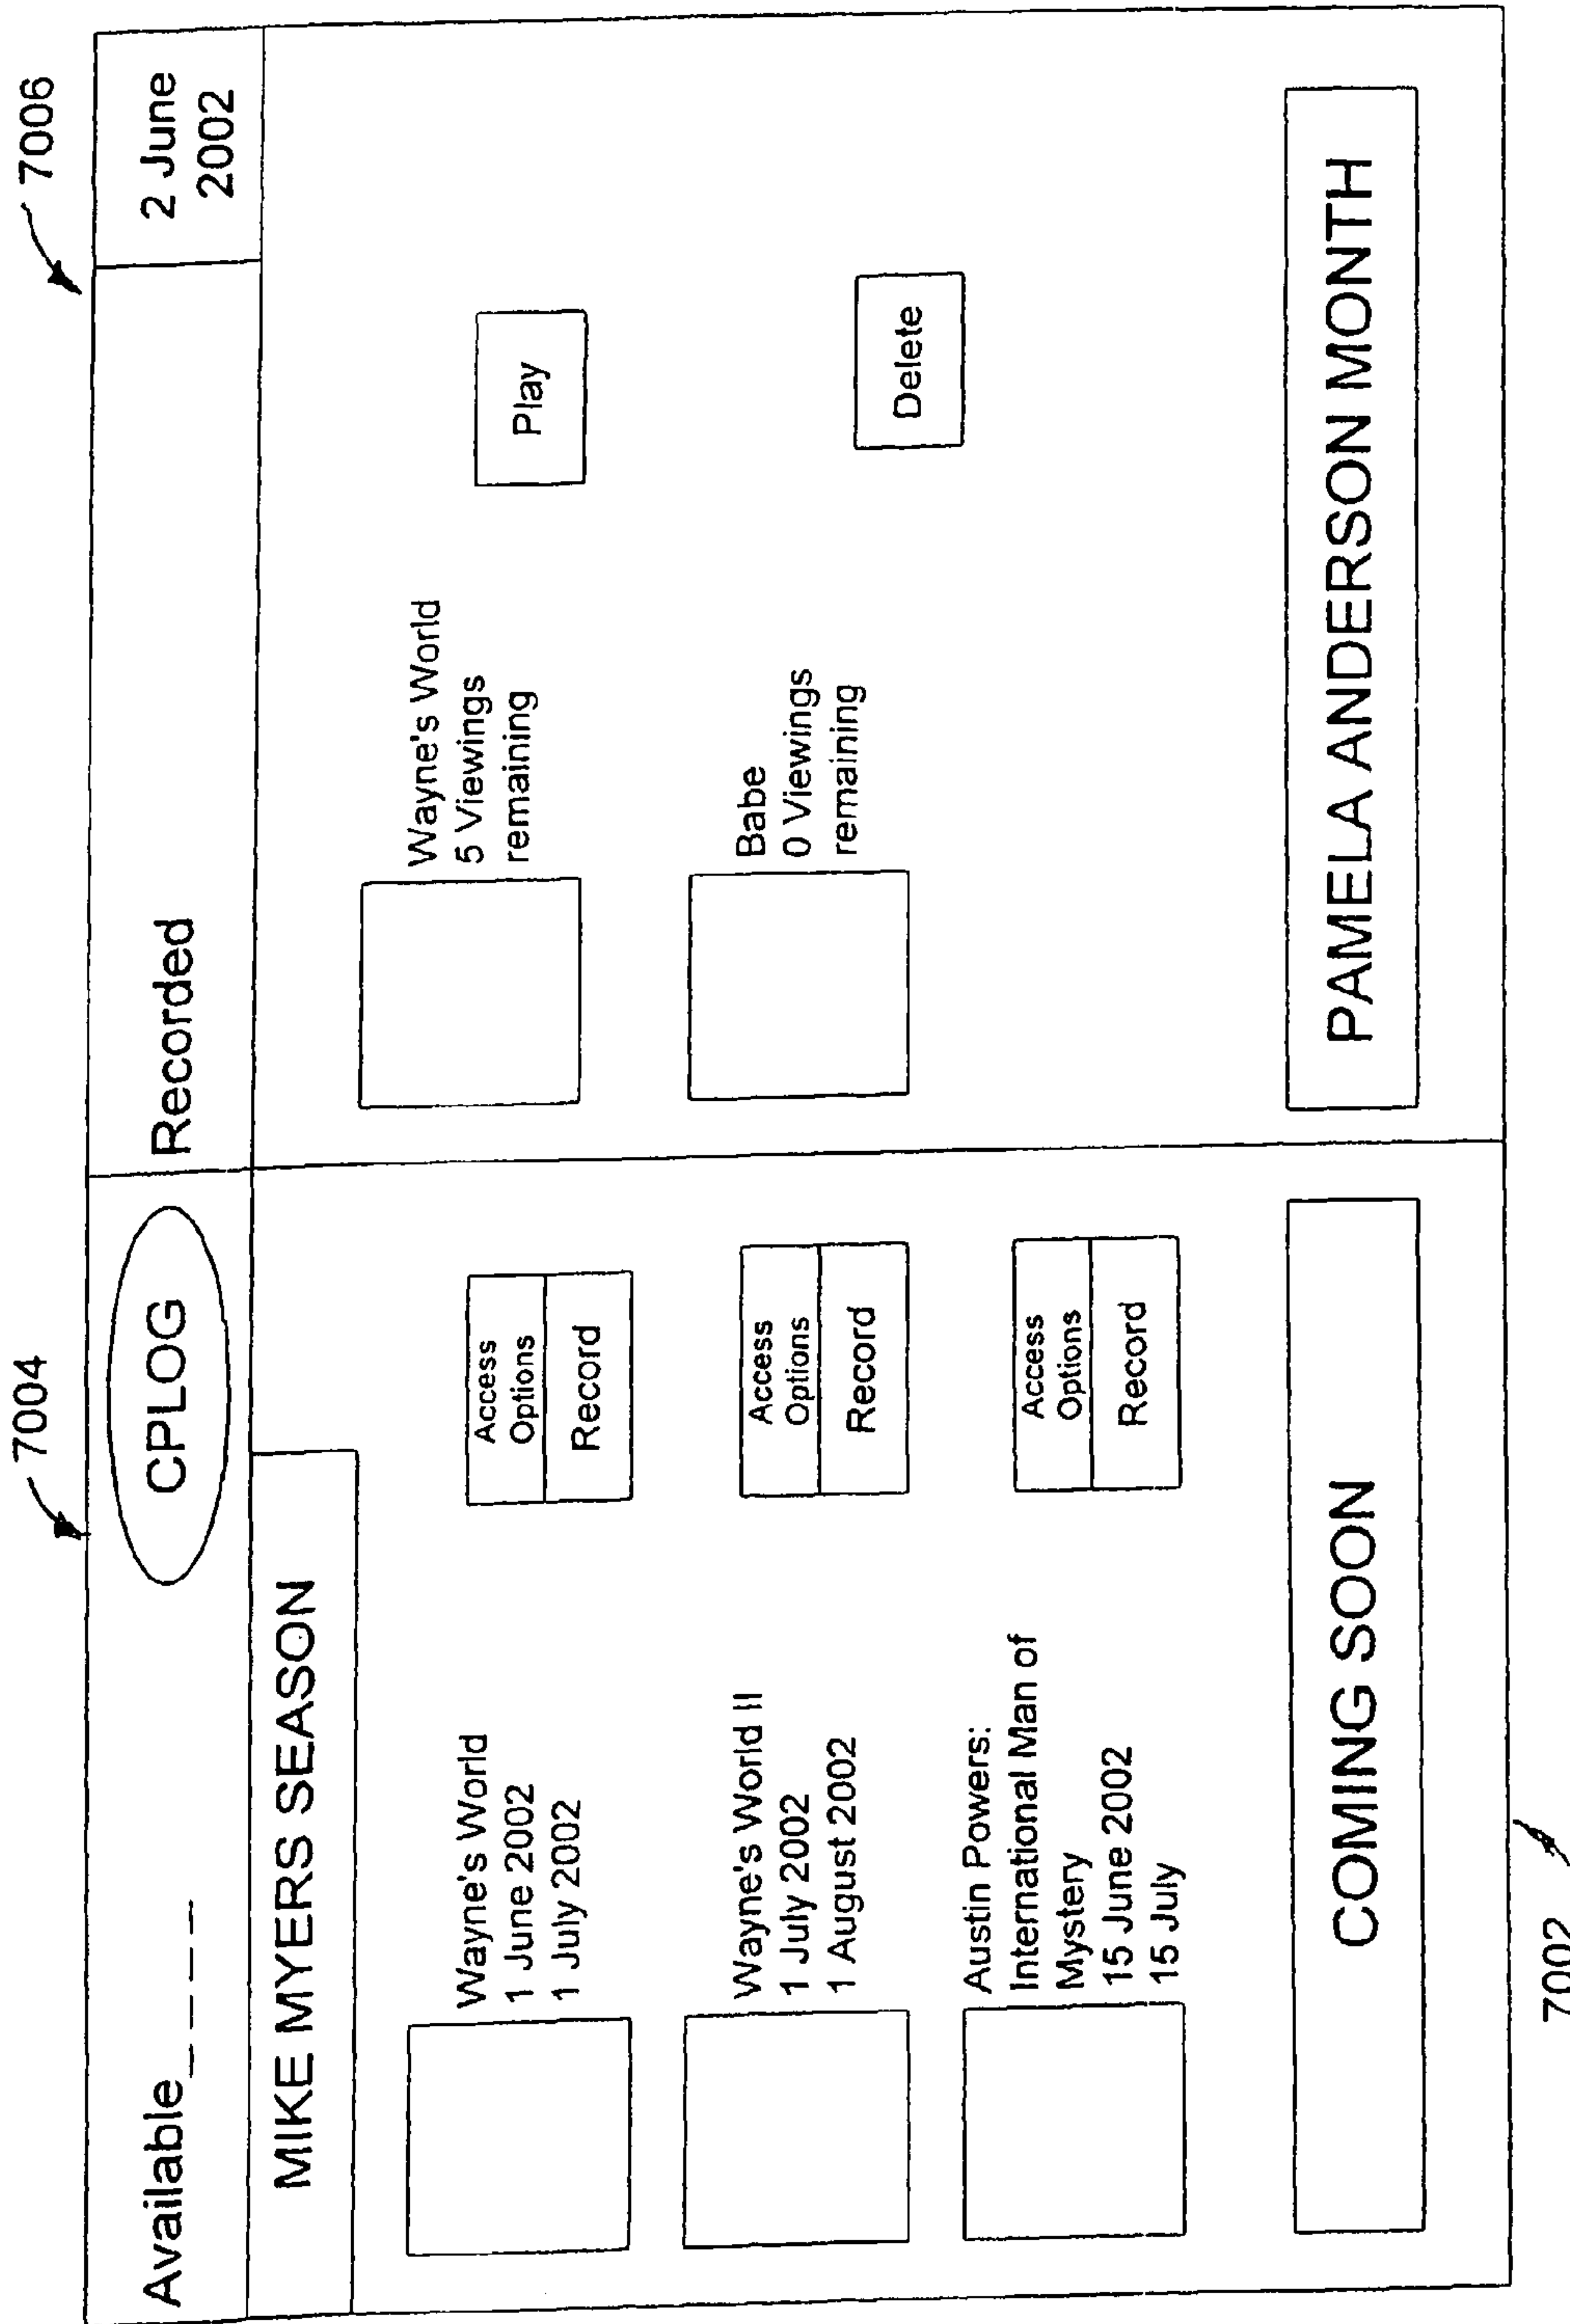 7004
7006
Available_ _ _ _
CPLOG
Recorded
2 June
2002
MIKE MYERS SEASON
Wayne's World
1 June 2002
1 July 2002
Access
Options
Record
Wayne's World II
1 July 2002
1 August 2002
Access
Options
Record
Austin Powers:
International Man of
Mystery
15 June 2002
15 July
Access
Options
Record
COMING SOON
Wayne's World
5 Viewings
remaining
Play
Babe
0 Viewings
remaining
Delete
PAMELA ANDERSON MONTH
7002